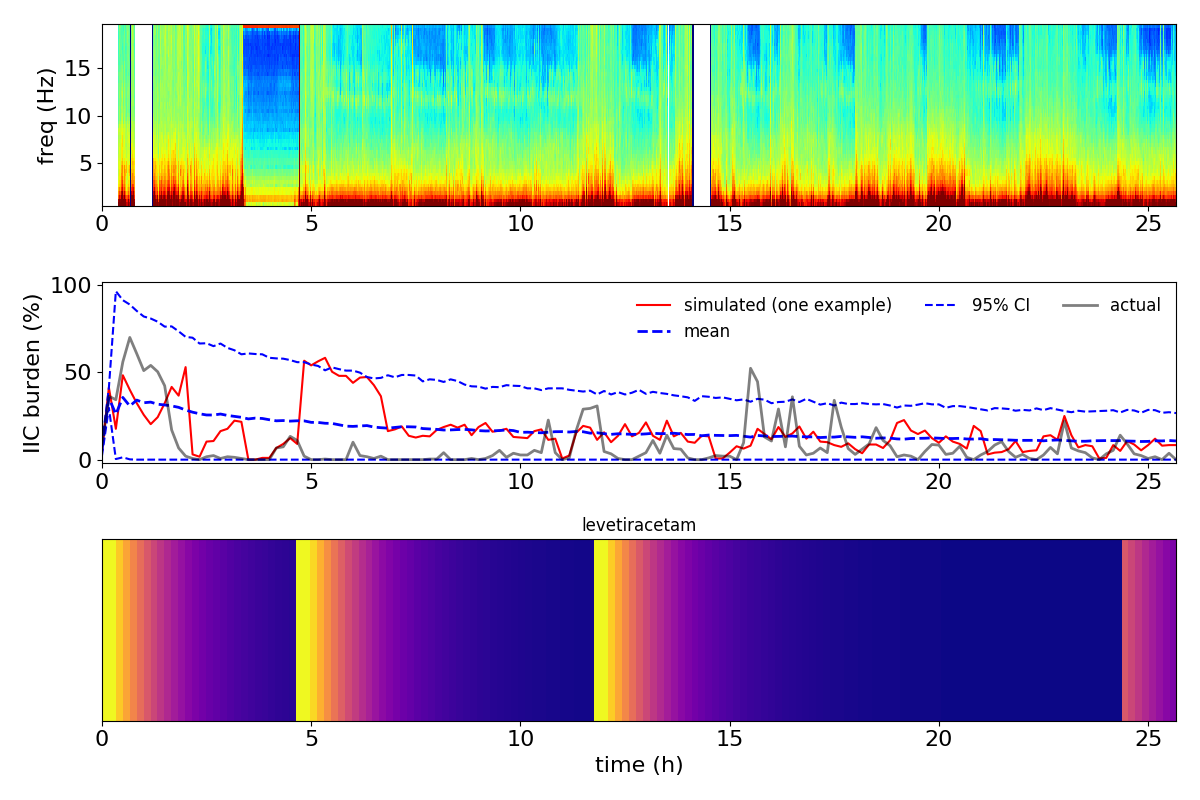 freq (Hz)
15
10
5
0 5 10 15 20 25
IIC burden (%)
100
50
0
simulated (one example) 95% CI actual
mean
0 5 10 15 20 25
levetiracetam
0 5 10 15 20 25
time (h)